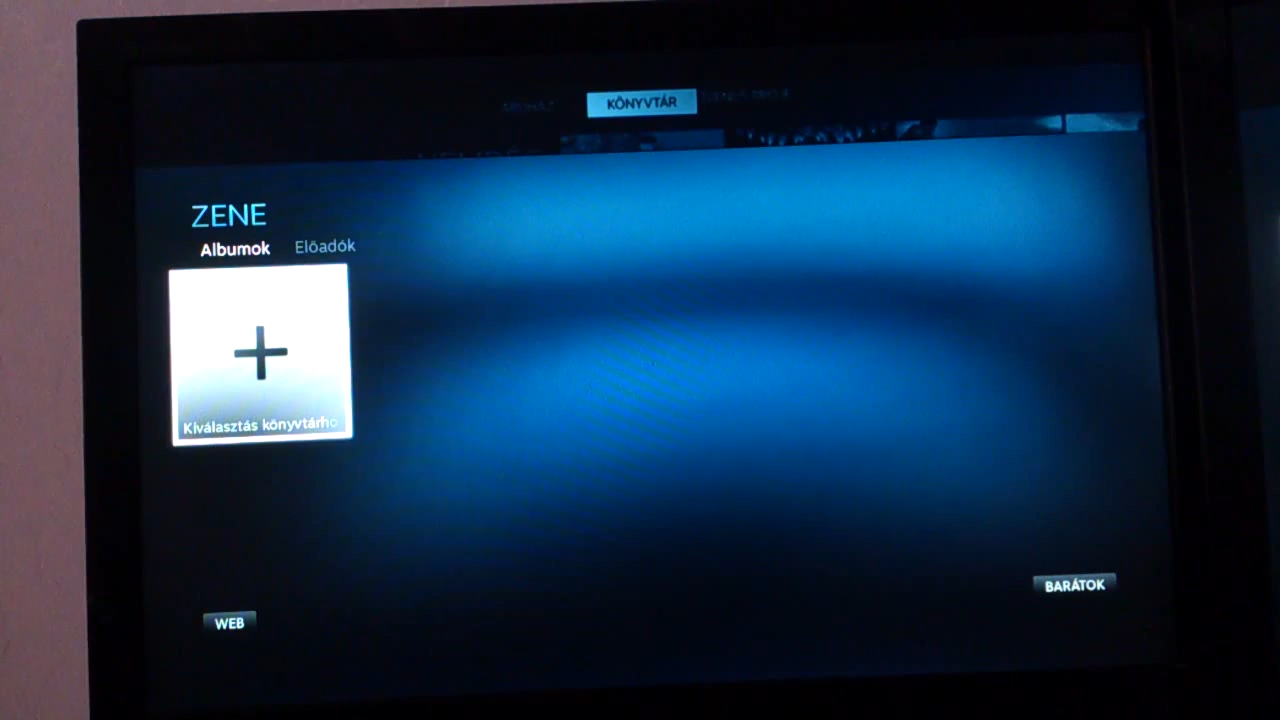 KÖNYVTÁR
ZENE
Albumok Előadók
Kiválasztás könyvtárho
BARÁTOK
WEB